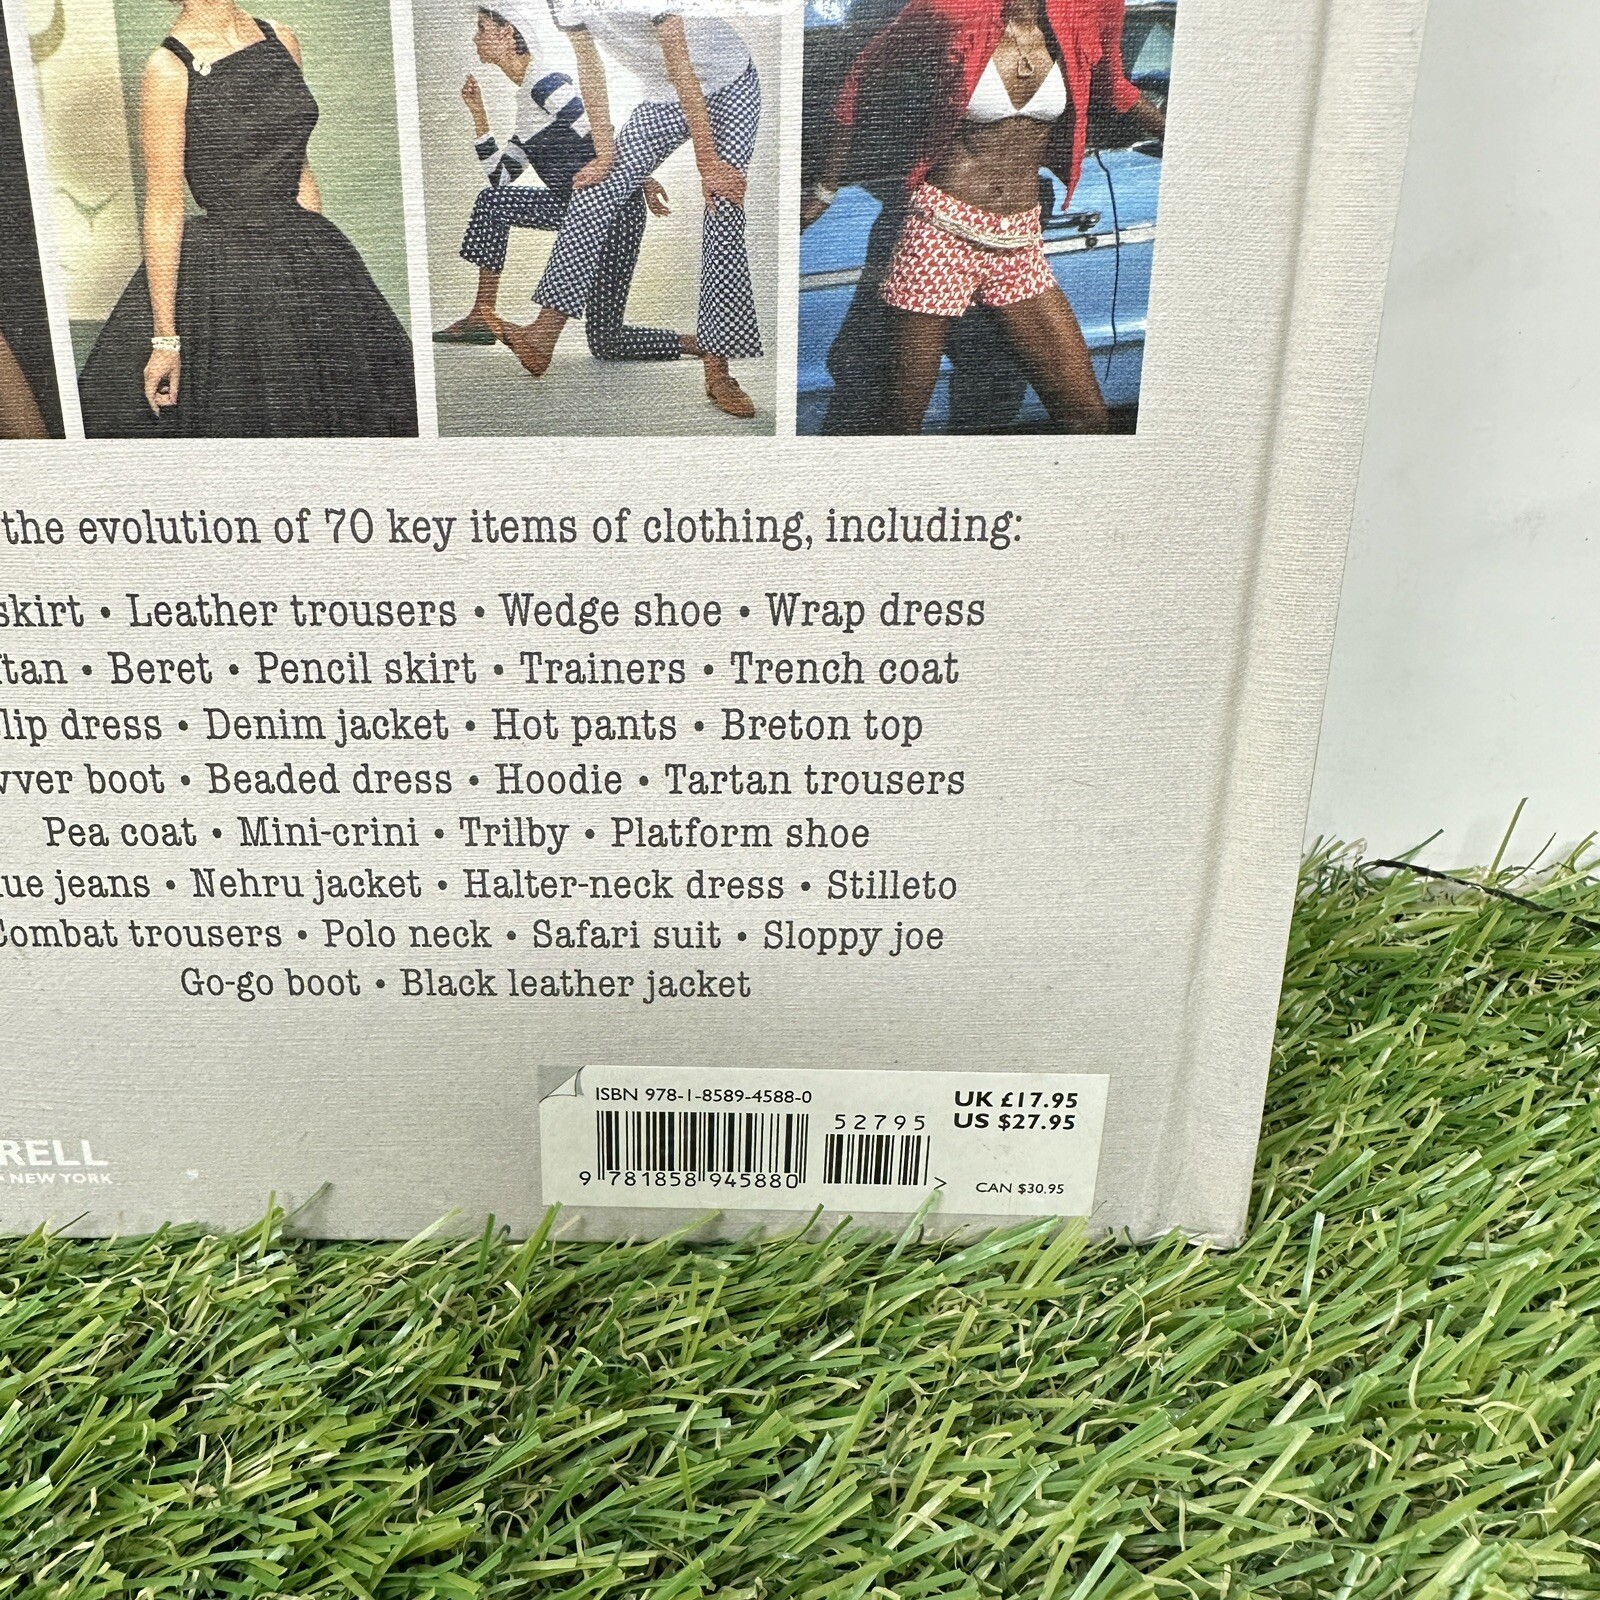 the evolution of 70 key items of clothing, including:
skirt • Leather trousers • Wedge shoe • Wrap dress
tan • Beret • Pencil skirt • Trainers • Trench coat
lip dress • Denim jacket • Hot pants • Breton top
ver boot • Beaded dress • Hoodie • Tartan trousers
Pea coat • Mini-crini • Trilby • Platform shoe
ue jeans • Nehru jacket • Halter-neck dress • Stilleto
Combat trousers • Polo neck • Safari suit • Sloppy joe
Go-go boot • Black leather jacket
RELL
• NEW YORK
ISBN 978-1-8589-4588-0
9 781858 945880
52795 >
UK £17.95
US $27.95
CAN $30.95